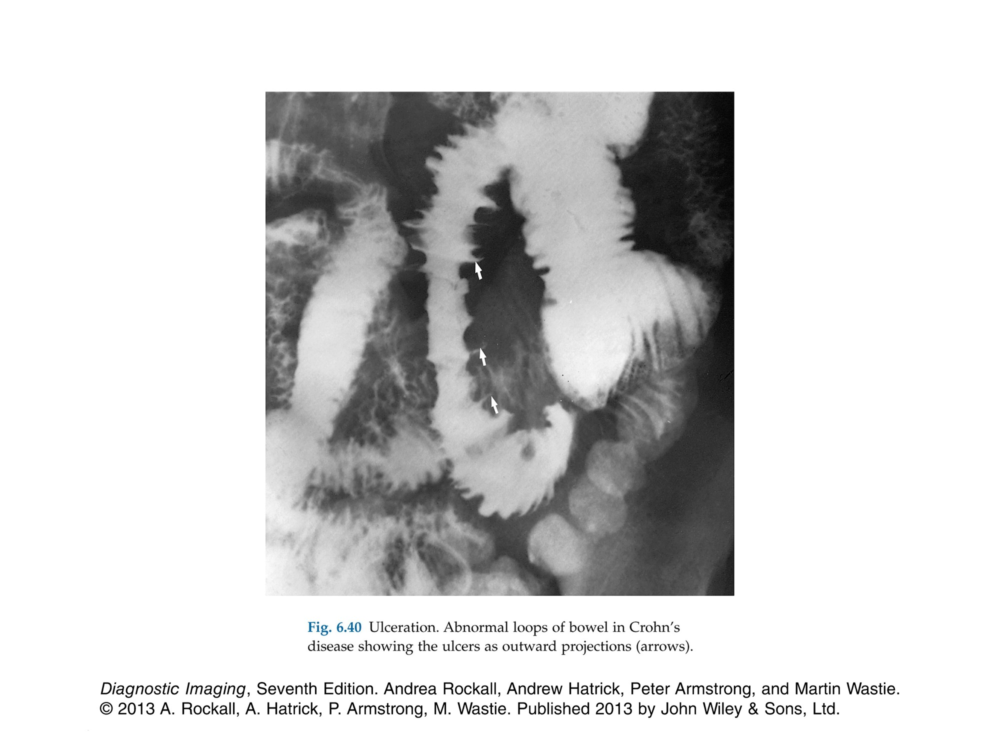 Fig. 6.40 Ulceration. Abnormal loops of bowel in Crohn’s
disease showing the ulcers as outward projections (arrows).
Diagnostic Imaging, Seventh Edition. Andrea Rockall, Andrew Hatrick, Peter Armstrong, and Martin Wastie.
© 2013 A. Rockall, A. Hatrick, P. Armstrong, M. Wastie. Published 2013 by John Wiley & Sons, Ltd.